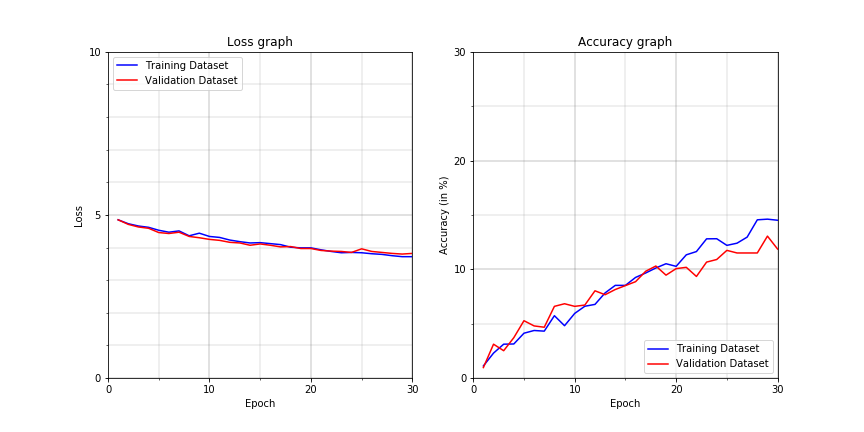 Loss graph
10
5
0
Loss
Training Dataset
Validation Dataset
0 10 20 30
Epoch
Accuracy graph
30
20
10
0
Accuracy (in %)
Training Dataset
Validation Dataset
0 10 20 30
Epoch